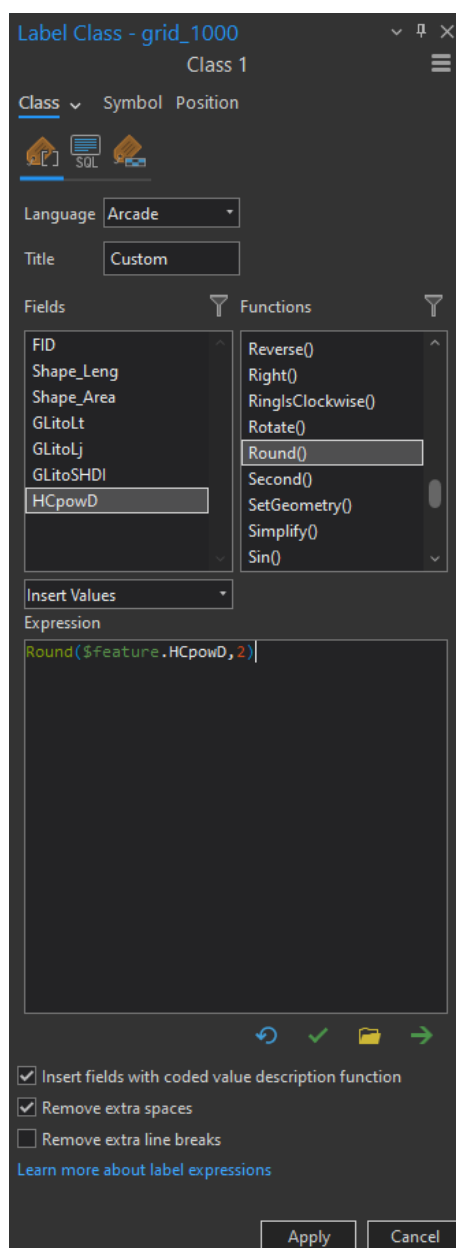 Label Class - grid_1000
Class 1
Class Symbol Position
SQL
Language Arcade
Title Custom
Fields Functions
FID
Shape_Leng
Shape_Area
GLitoLt
GLitoLj
GLitoSHDI
HCpowD
Reverse()
Right()
RingIsClockwise()
Rotate()
Round()
Second()
SetGeometry()
Simplify()
Sin()
Insert Values
Expression
Round($feature.HCpowD,2)
Insert fields with coded value description function
Remove extra spaces
Remove extra line breaks
Learn more about label expressions
Apply Cancel